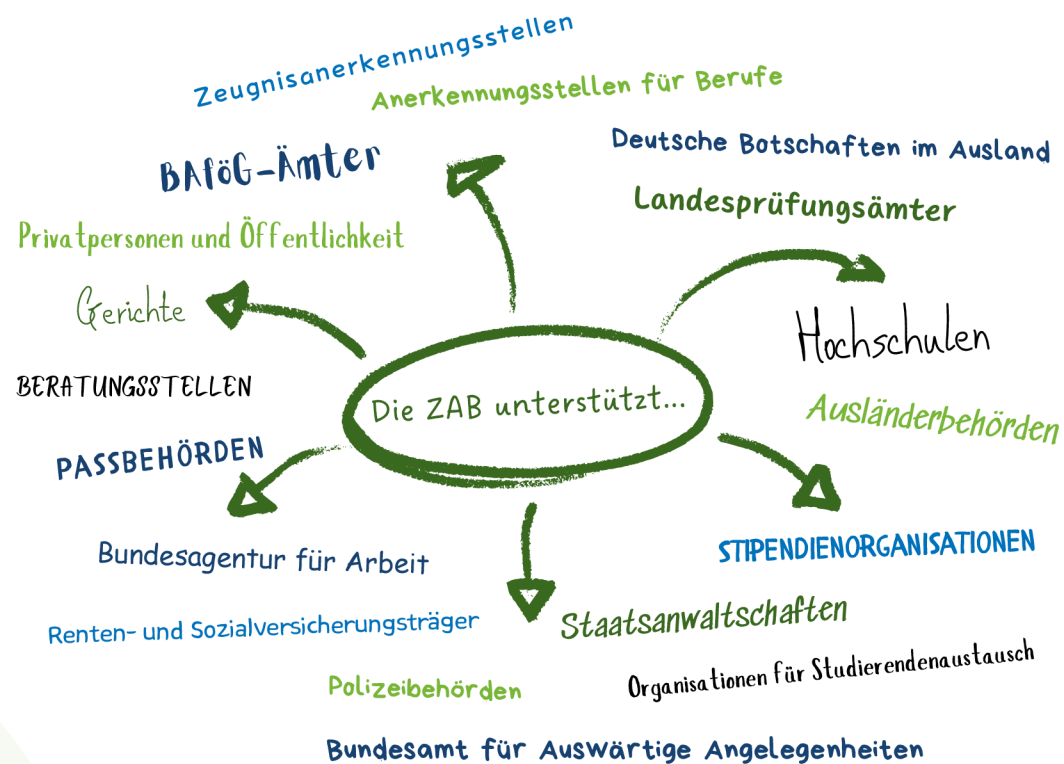 Zeugnisanerkennungsstellen
Anerkennungsstellen für Berufe
Deutsche Botschaften im Ausland
BAföG-Ämter
Landesprüfungsämter
Privatpersonen und Öffentlichkeit
Gerichte
Hochschulen
BERATUNGSSTELLEN
Die ZAB unterstützt...
Ausländerbehörden
PASSBEHÖRDEN
Bundesagentur für Arbeit
STIPENDIENORGANISATIONEN
Renten- und Sozialversicherungsträger
Staatsanwaltschaften
Polizeibehörden
Organisationen für Studierendenaustausch
Bundesamt für Auswärtige Angelegenheiten